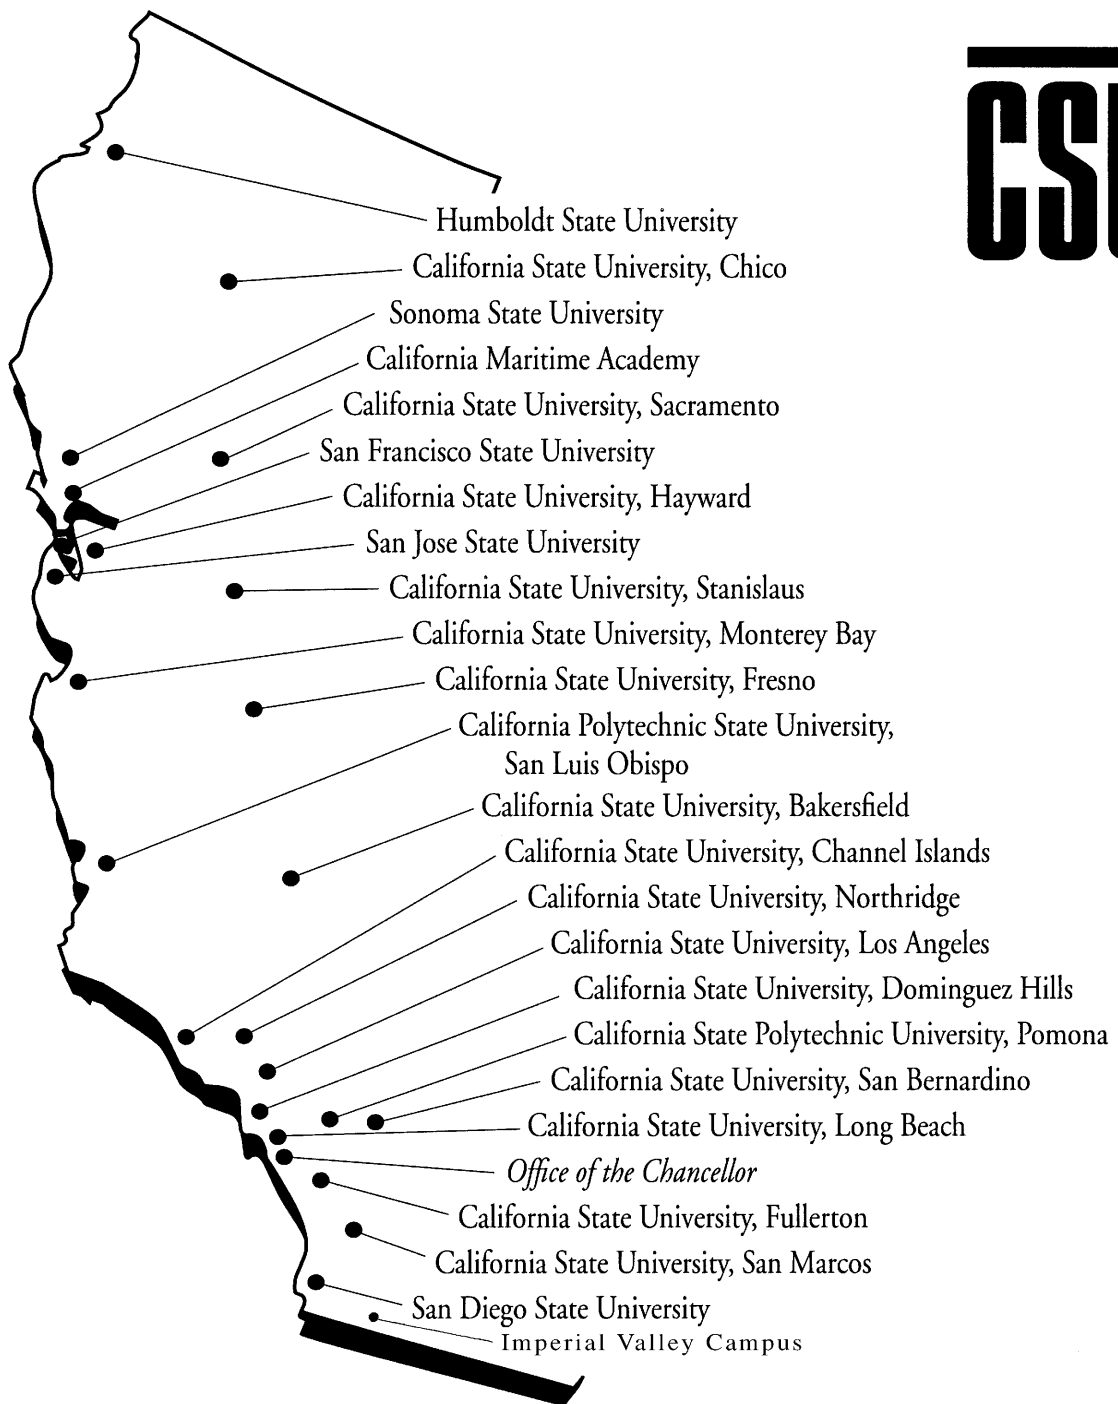 CSU
Humboldt State University
California State University, Chico
Sonoma State University
California Maritime Academy
California State University, Sacramento
San Francisco State University
California State University, Hayward
San Jose State University
California State University, Stanislaus
California State University, Monterey Bay
California State University, Fresno
California Polytechnic State University,
San Luis Obispo
California State University, Bakersfield
California State University, Channel Islands
California State University, Northridge
California State University, Los Angeles
California State University, Dominguez Hills
California State Polytechnic University, Pomona
California State University, San Bernardino
California State University, Long Beach
Office of the Chancellor
California State University, Fullerton
California State University, San Marcos
San Diego State University
Imperial Valley Campus